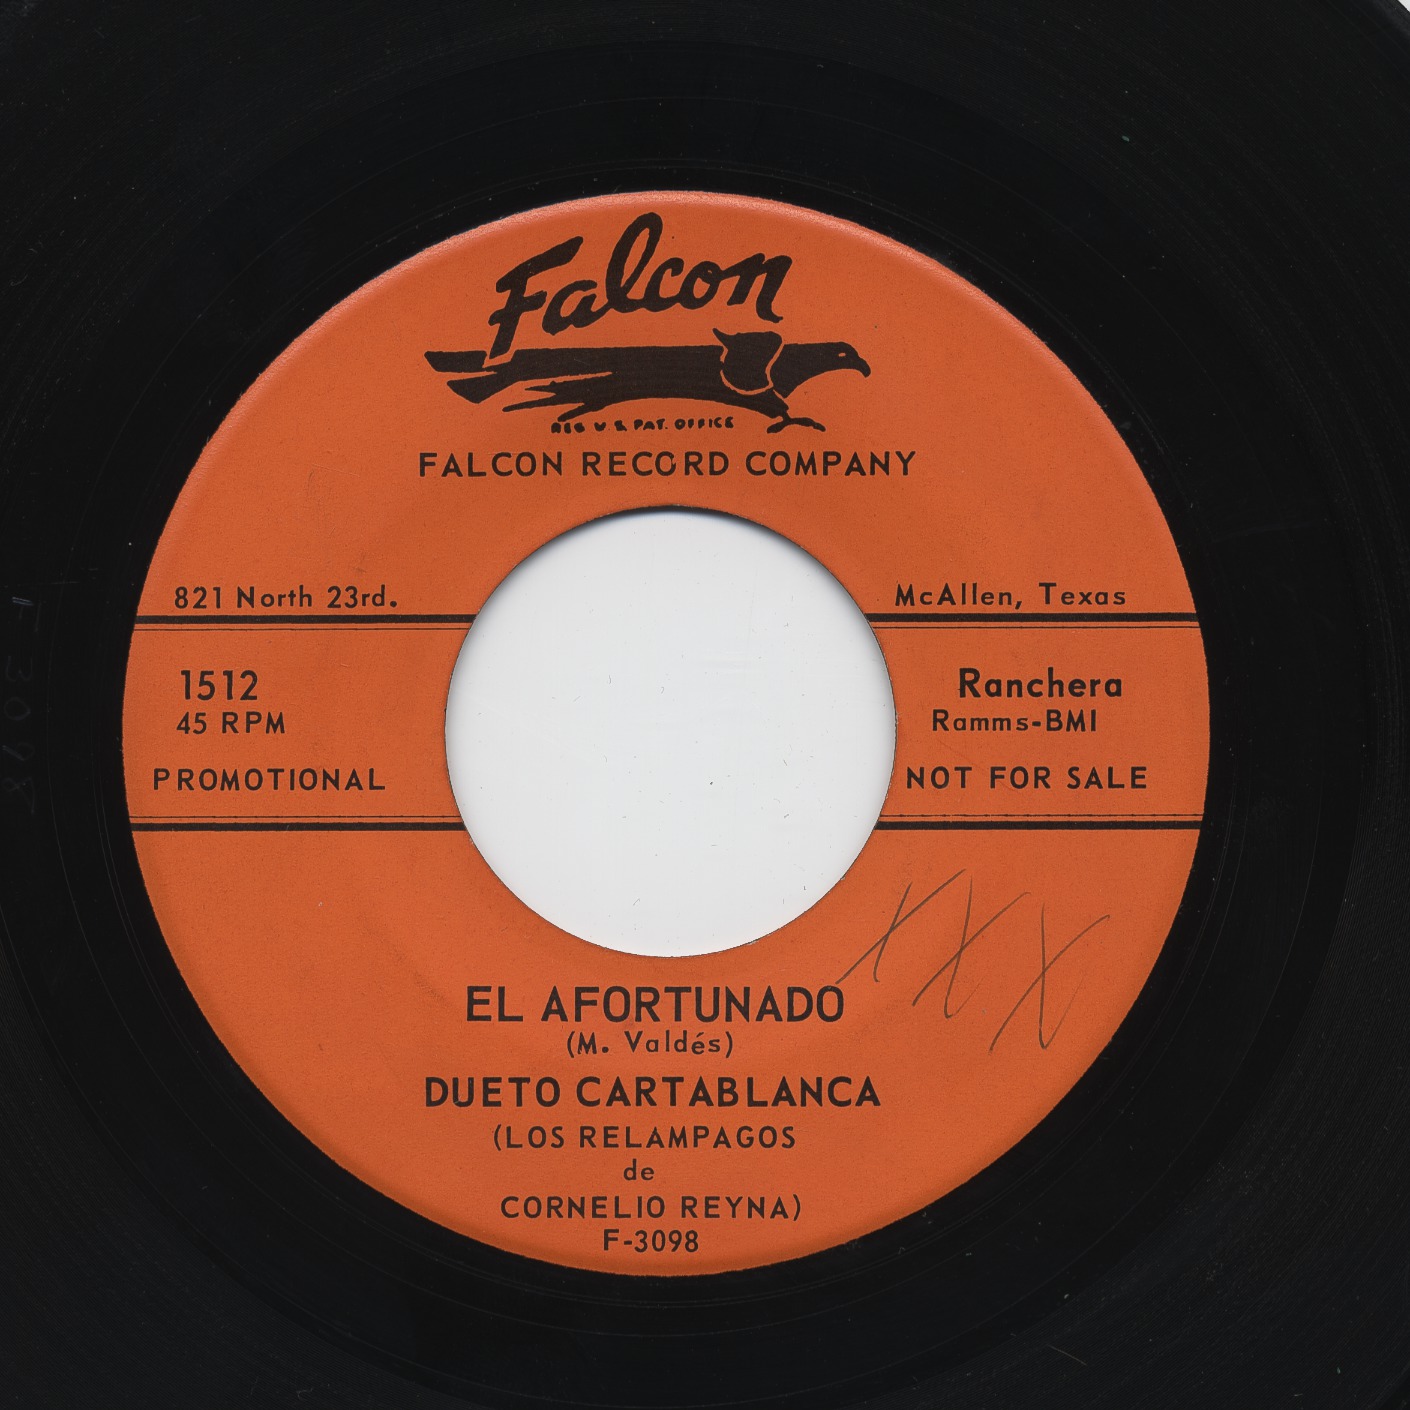 Falcon
REG U S PAT. OFFICE
FALCON RECORD COMPANY
821 North 23rd.
McAllen, Texas
1512
Ranchera
45 RPM
Ramms-BMI
PROMOTIONAL
NOT FOR SALE
XXX
EL AFORTUNADO
(M. Valdés)
DUETO CARTABLANCA
(LOS RELAMPAGOS
de
CORNELIO REYNA)
F-3098
F 3098